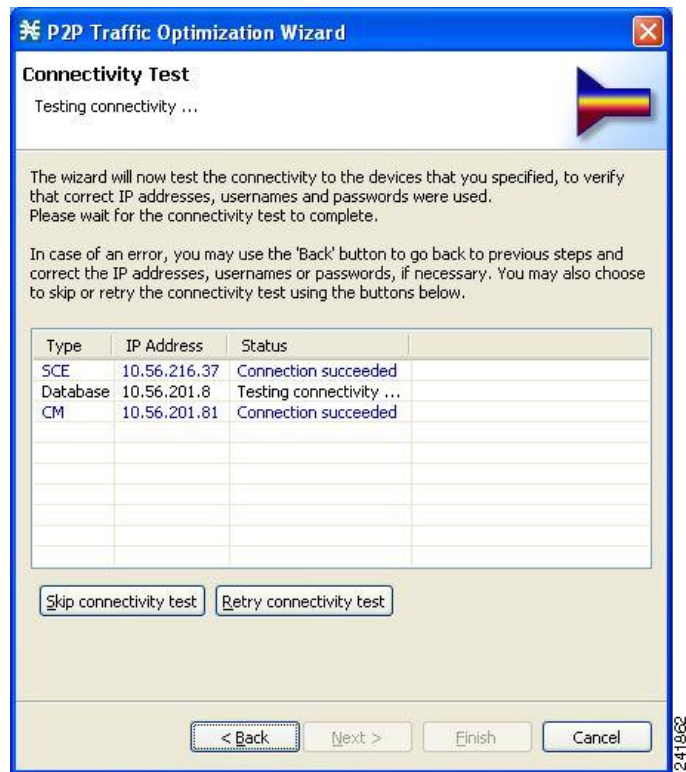 P2P Traffic Optimization Wizard
Connectivity Test
Testing connectivity ...
The wizard will now test the connectivity to the devices that you specified, to verify
that correct IP addresses, usernames and passwords were used.
Please wait for the connectivity test to complete.
In case of an error, you may use the 'Back' button to go back to previous steps and
correct the IP addresses, usernames or passwords, if necessary. You may also choose
to skip or retry the connectivity test using the buttons below.
Type IP Address Status
SCE 10.56.216.37 Connection succeeded
Database 10.56.201.8 Testing connectivity ...
CM 10.56.201.81 Connection succeeded
Skip connectivity test Retry connectivity test
< Back Next > Finish Cancel
241862